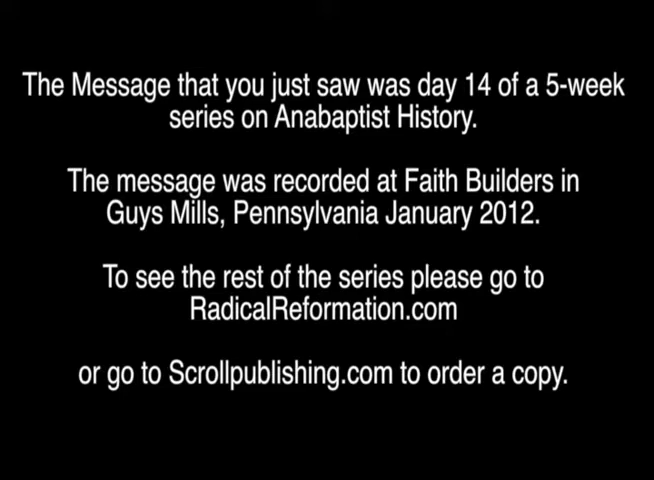 The Message that you just saw was day 14 of a 5-week
series on Anabaptist History.
The message was recorded at Faith Builders in
Guys Mills, Pennsylvania January 2012.
To see the rest of the series please go to
RadicalReformation.com
or go to Scrollpublishing.com to order a copy.